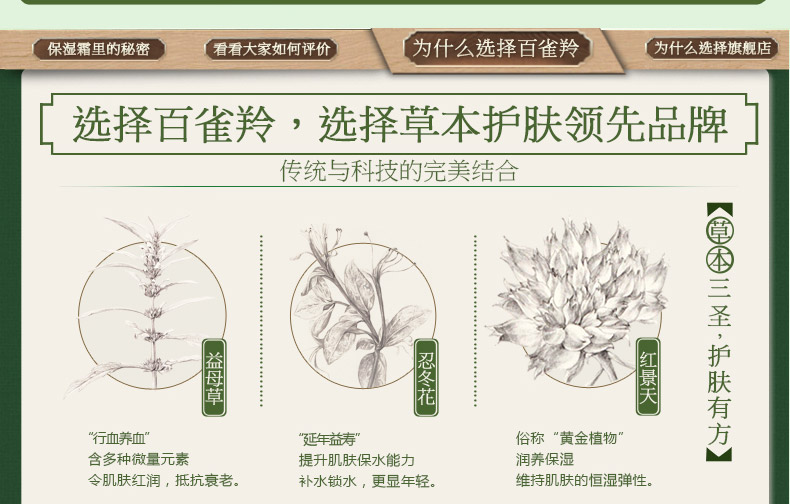 保湿霜里的秘密
看看大家如何评价
为什么选择百雀羚
为什么选择旗舰店
选择百雀羚，选择草本护肤领先品牌
传统与科技的完美结合
草本三圣，护肤有方
益母草
忍冬花
红景天
“行血养血”
含多种微量元素
令肌肤红润，抵抗衰老。
“延年益寿”
提升肌肤保水能力
补水锁水，更显年轻。
俗称“黄金植物”
润养保湿
维持肌肤的恒湿弹性。